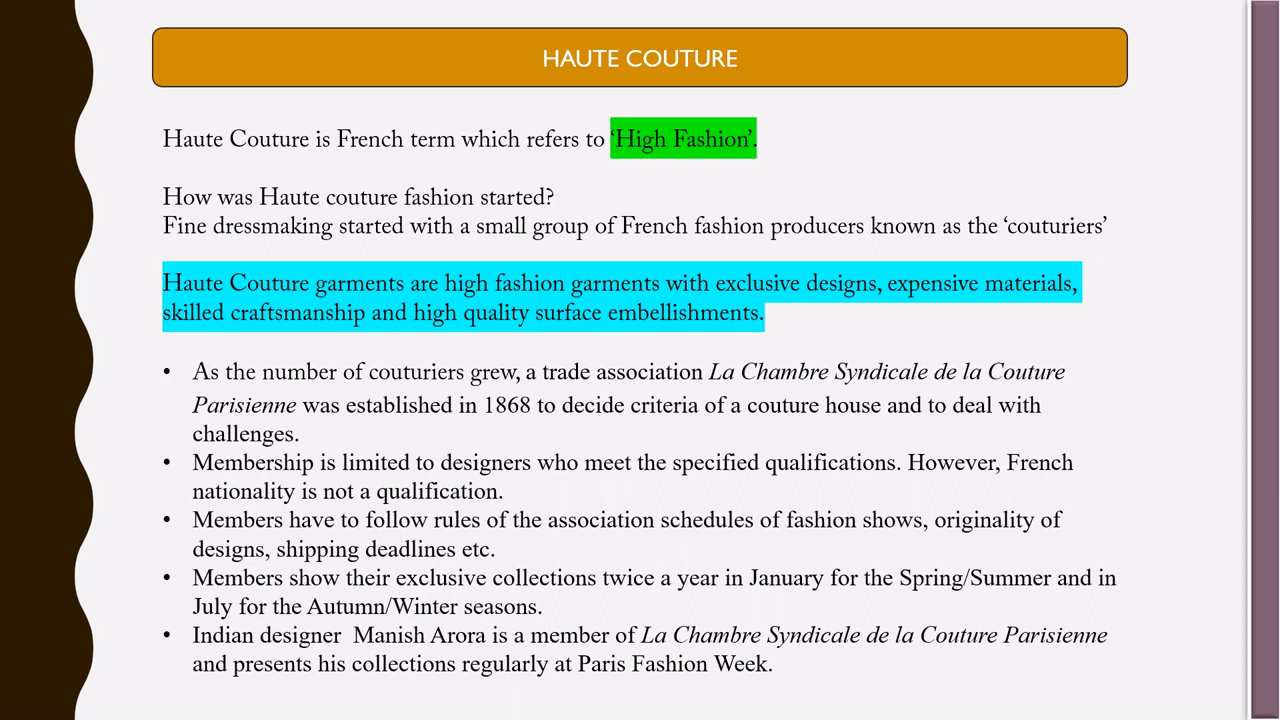 HAUTE COUTURE
Haute Couture is French term which refers to ‘High Fashion’.
How was Haute couture fashion started?
Fine dressmaking started with a small group of French fashion producers known as the ‘couturiers’
Haute Couture garments are high fashion garments with exclusive designs, expensive materials,
skilled craftsmanship and high quality surface embellishments.
• As the number of couturiers grew, a trade association La Chambre Syndicale de la Couture
Parisienne was established in 1868 to decide criteria of a couture house and to deal with
challenges.
• Membership is limited to designers who meet the specified qualifications. However, French
nationality is not a qualification.
• Members have to follow rules of the association schedules of fashion shows, originality of
designs, shipping deadlines etc.
• Members show their exclusive collections twice a year in January for the Spring/Summer and in
July for the Autumn/Winter seasons.
• Indian designer  Manish Arora is a member of La Chambre Syndicale de la Couture Parisienne
and presents his collections regularly at Paris Fashion Week.